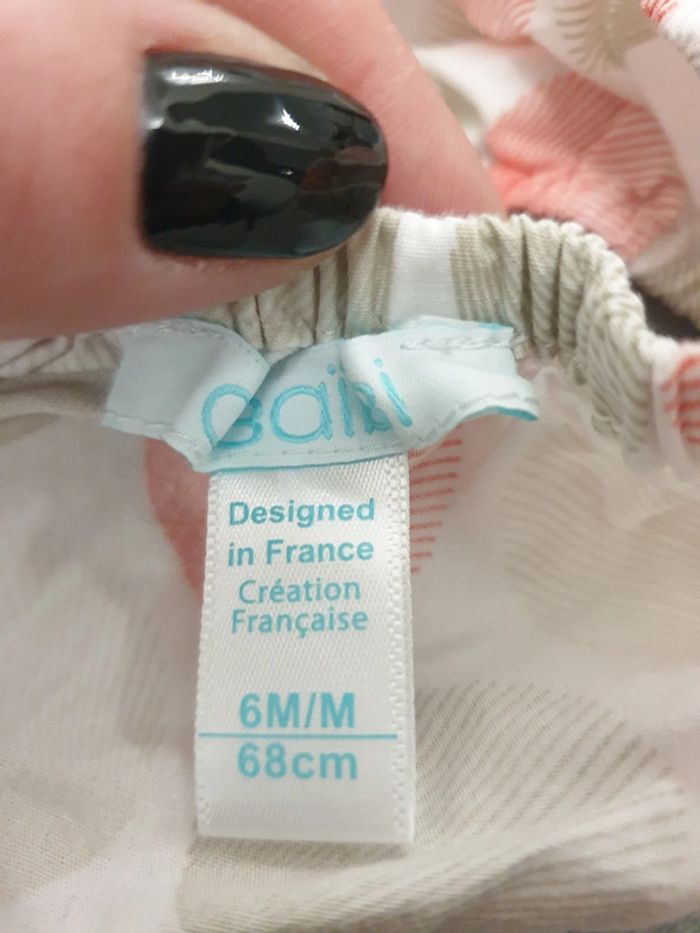 Designed
in France
Création
Française
6M/M
68cm